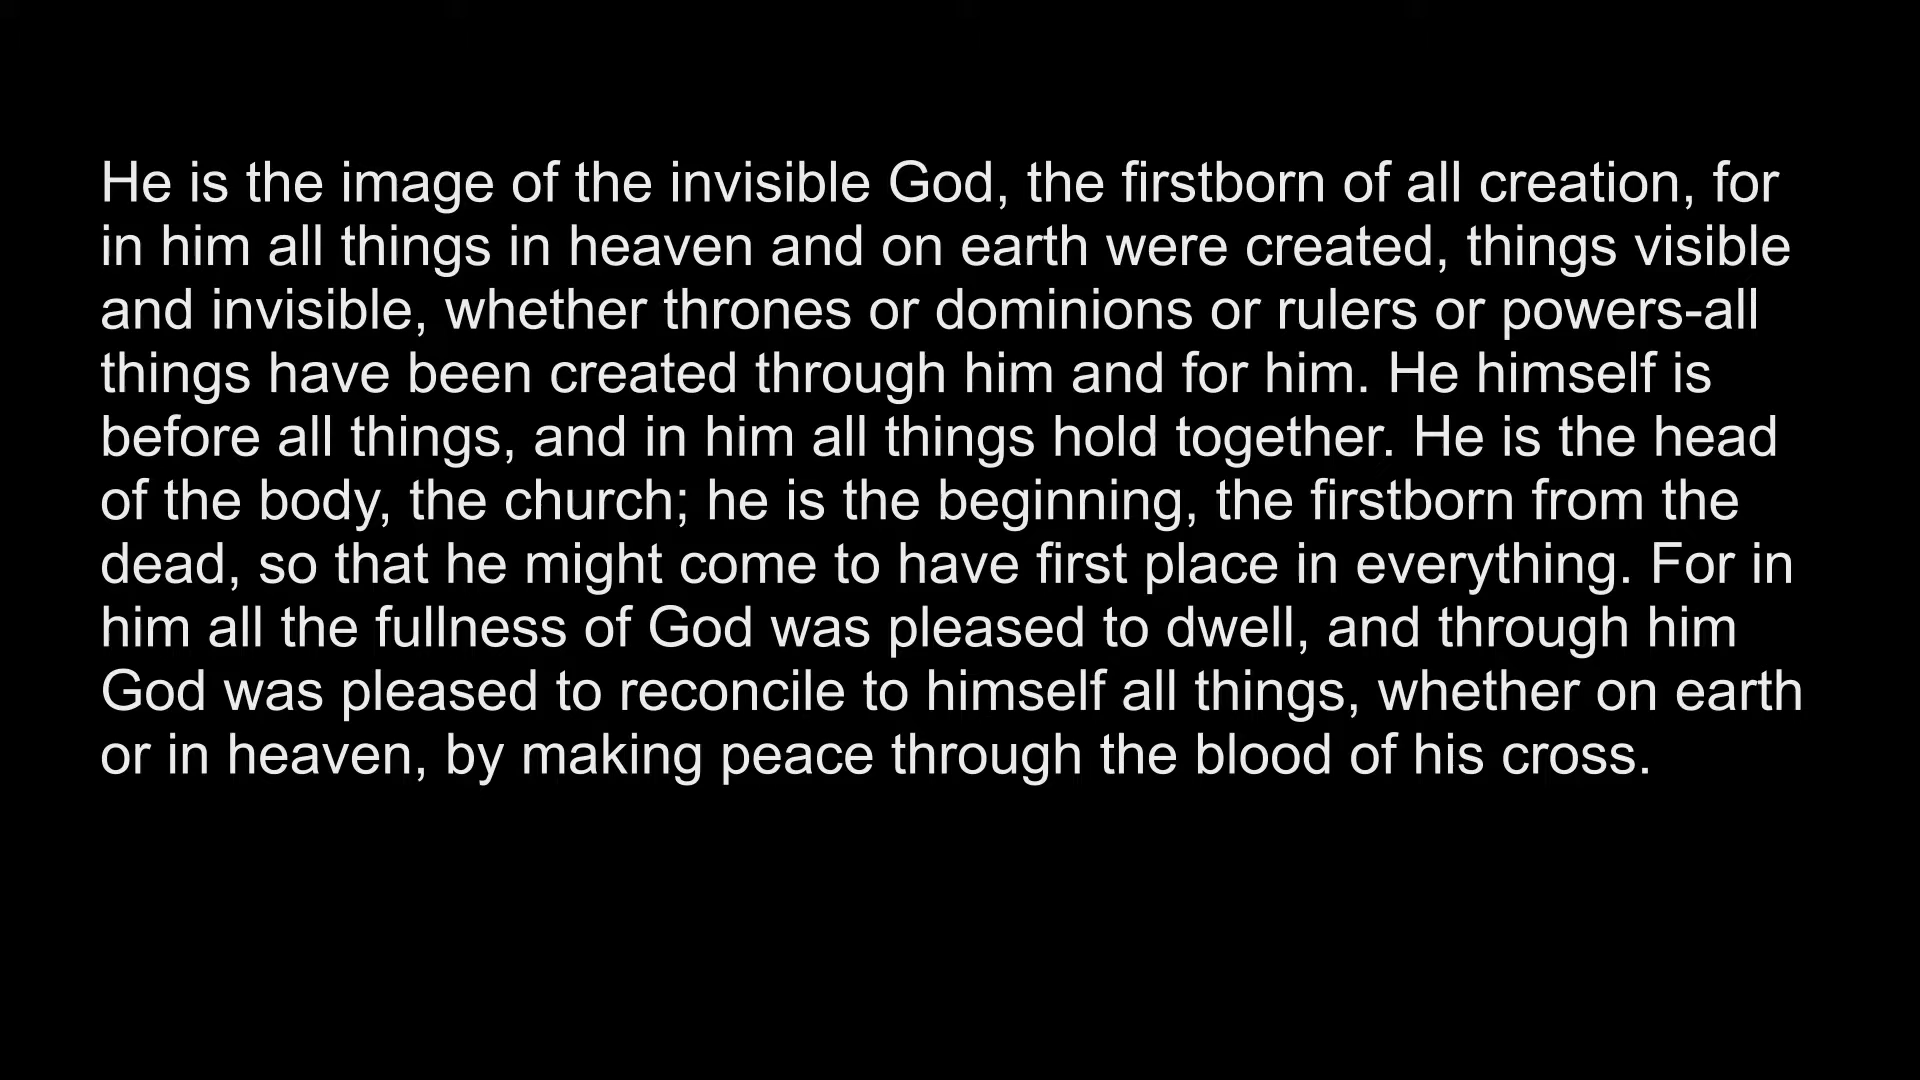 He is the image of the invisible God, the firstborn of all creation, for
in him all things in heaven and on earth were created, things visible
and invisible, whether thrones or dominions or rulers or powers-all
things have been created through him and for him. He himself is
before all things, and in him all things hold together. He is the head
of the body, the church; he is the beginning, the firstborn from the
dead, so that he might come to have first place in everything. For in
him all the fullness of God was pleased to dwell, and through him
God was pleased to reconcile to himself all things, whether on earth
or in heaven, by making peace through the blood of his cross.